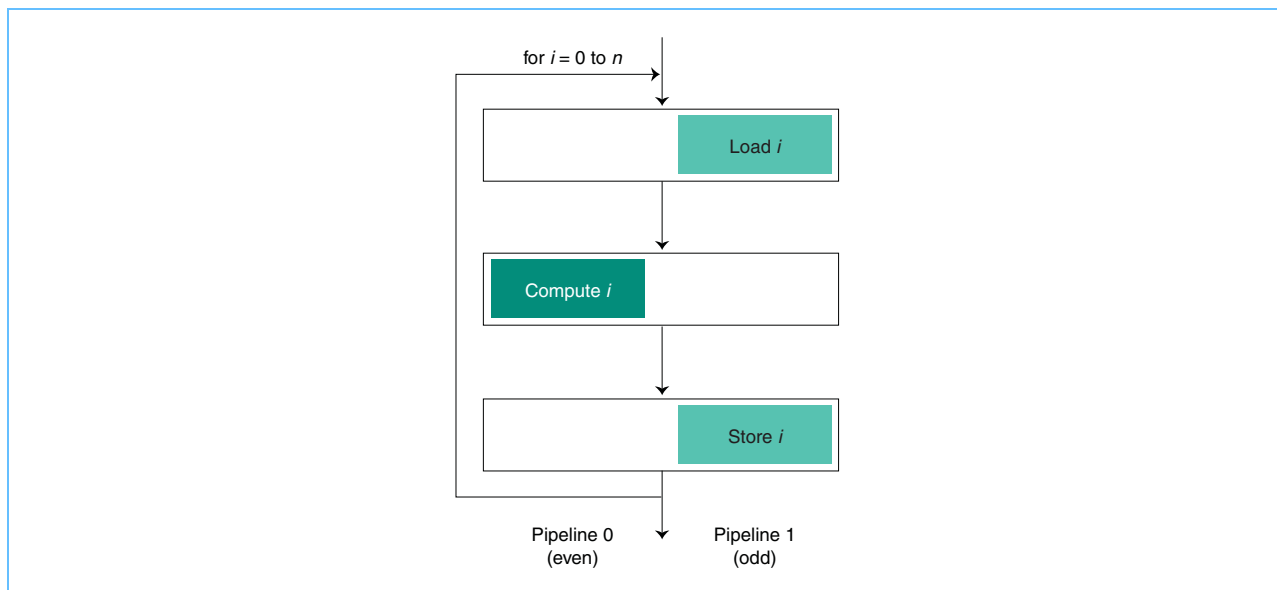 for i = 0 to n
Load i
Compute i
Store i
Pipeline 0
(even)
Pipeline 1
(odd)